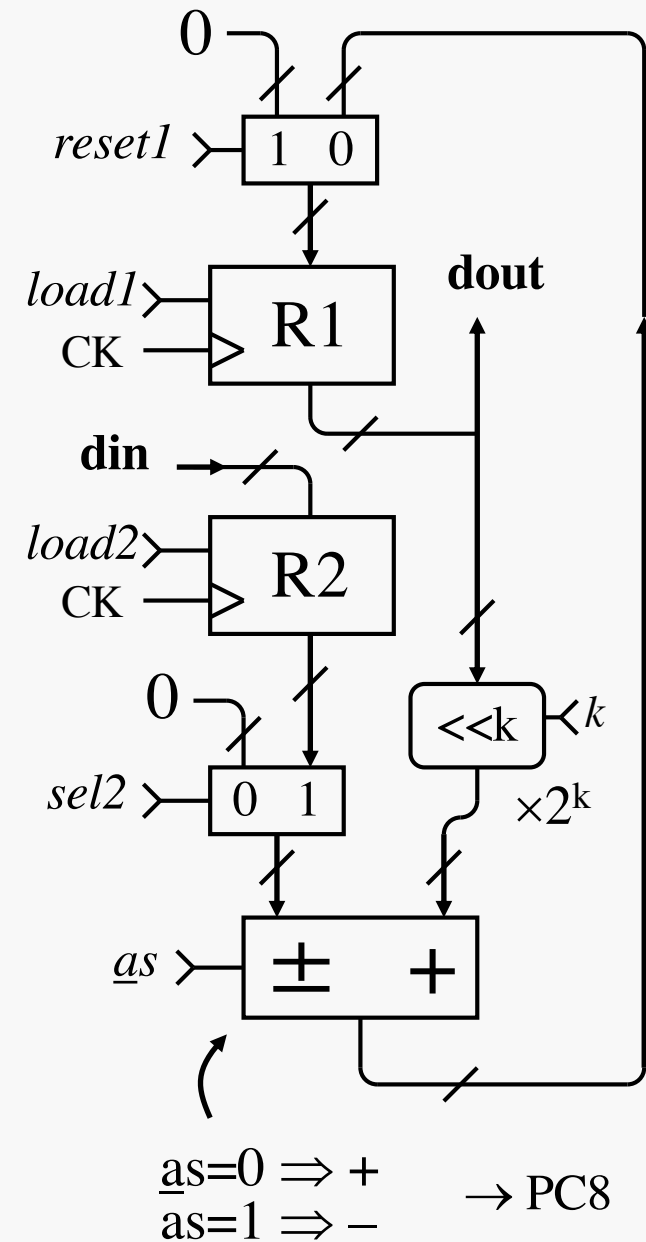 0
reset1
1 0
load1
CK
R1
dout
din
load2
CK
R2
0
<<k
k
×2ᵏ
sel2
0 1
as
± +
as=0 ⇒ +
as=1 ⇒ –
→ PC8